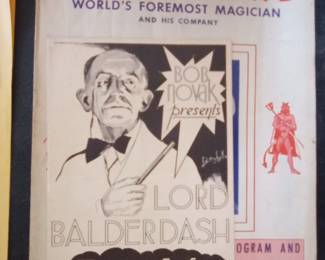 WORLD'S FOREMOST MAGICIAN
AND HIS COMPANY
BOB
NOVAK
presents
LORD
BALDERDASH
OGRAM AND